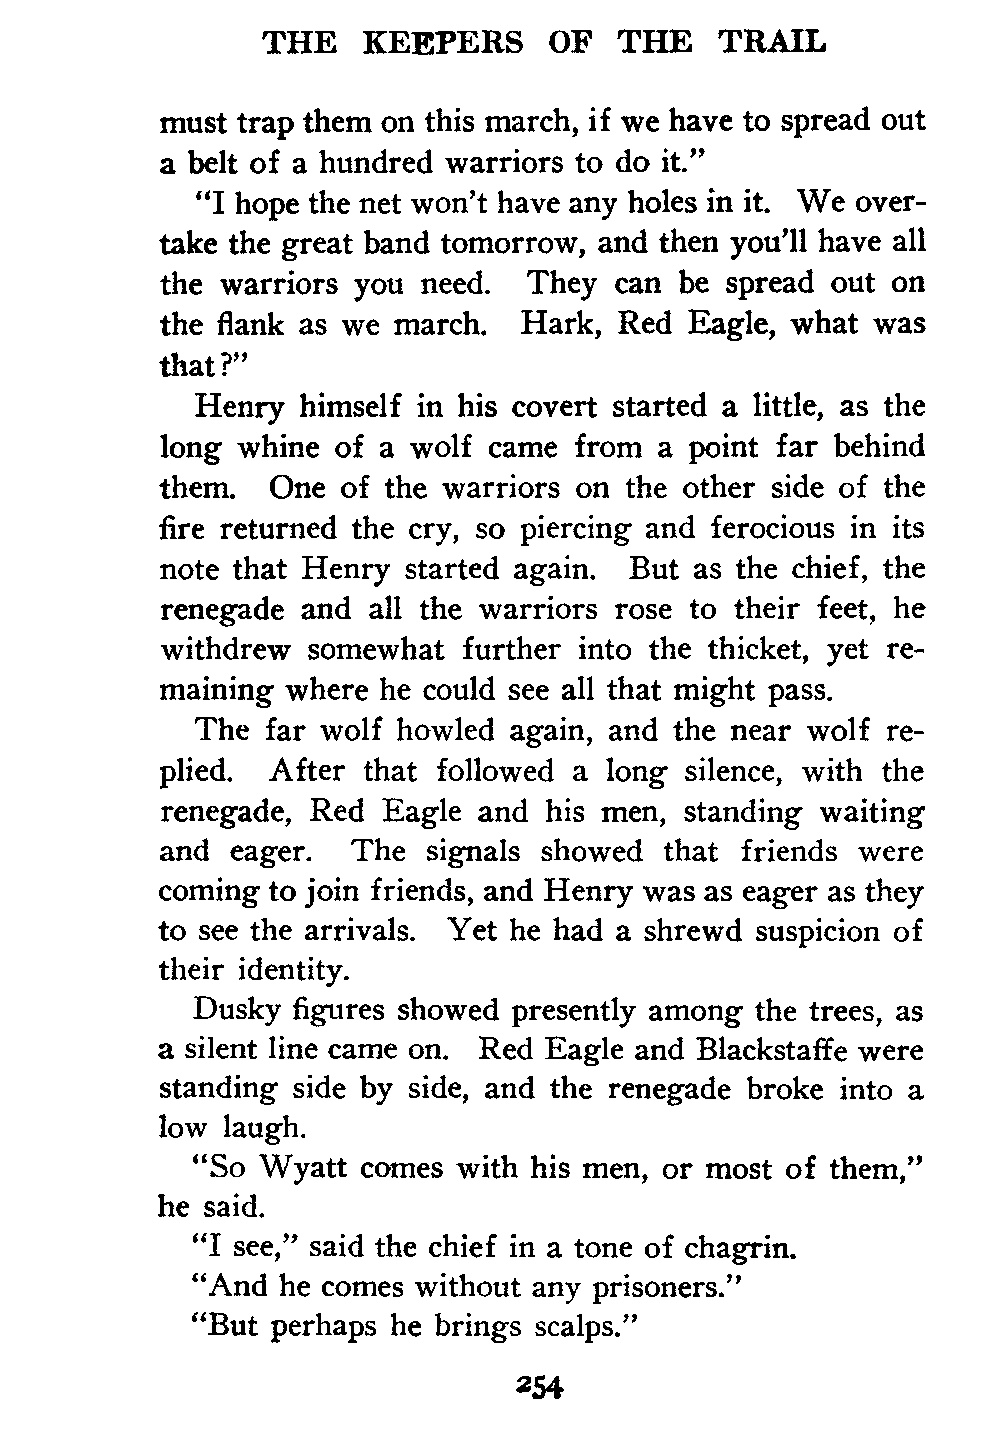 THE KEEPERS OF THE TRAIL
must trap them on this march, if we have to spread out
a belt of a hundred warriors to do it.”
“I hope the net won’t have any holes in it. We over-
take the great band tomorrow, and then you’ll have all
the warriors you need. They can be spread out on
the flank as we march. Hark, Red Eagle, what was
that?”
Henry himself in his covert started a little, as the
long whine of a wolf came from a point far behind
them. One of the warriors on the other side of the
fire returned the cry, so piercing and ferocious in its
note that Henry started again. But as the chief, the
renegade and all the warriors rose to their feet, he
withdrew somewhat further into the thicket, yet re-
maining where he could see all that might pass.
The far wolf howled again, and the near wolf re-
plied. After that followed a long silence, with the
renegade, Red Eagle and his men, standing waiting
and eager. The signals showed that friends were
coming to join friends, and Henry was as eager as they
to see the arrivals. Yet he had a shrewd suspicion of
their identity.
Dusky figures showed presently among the trees, as
a silent line came on. Red Eagle and Blackstaffe were
standing side by side, and the renegade broke into a
low laugh.
“So Wyatt comes with his men, or most of them,”
he said.
“I see,” said the chief in a tone of chagrin.
“And he comes without any prisoners.”
“But perhaps he brings scalps.”
254